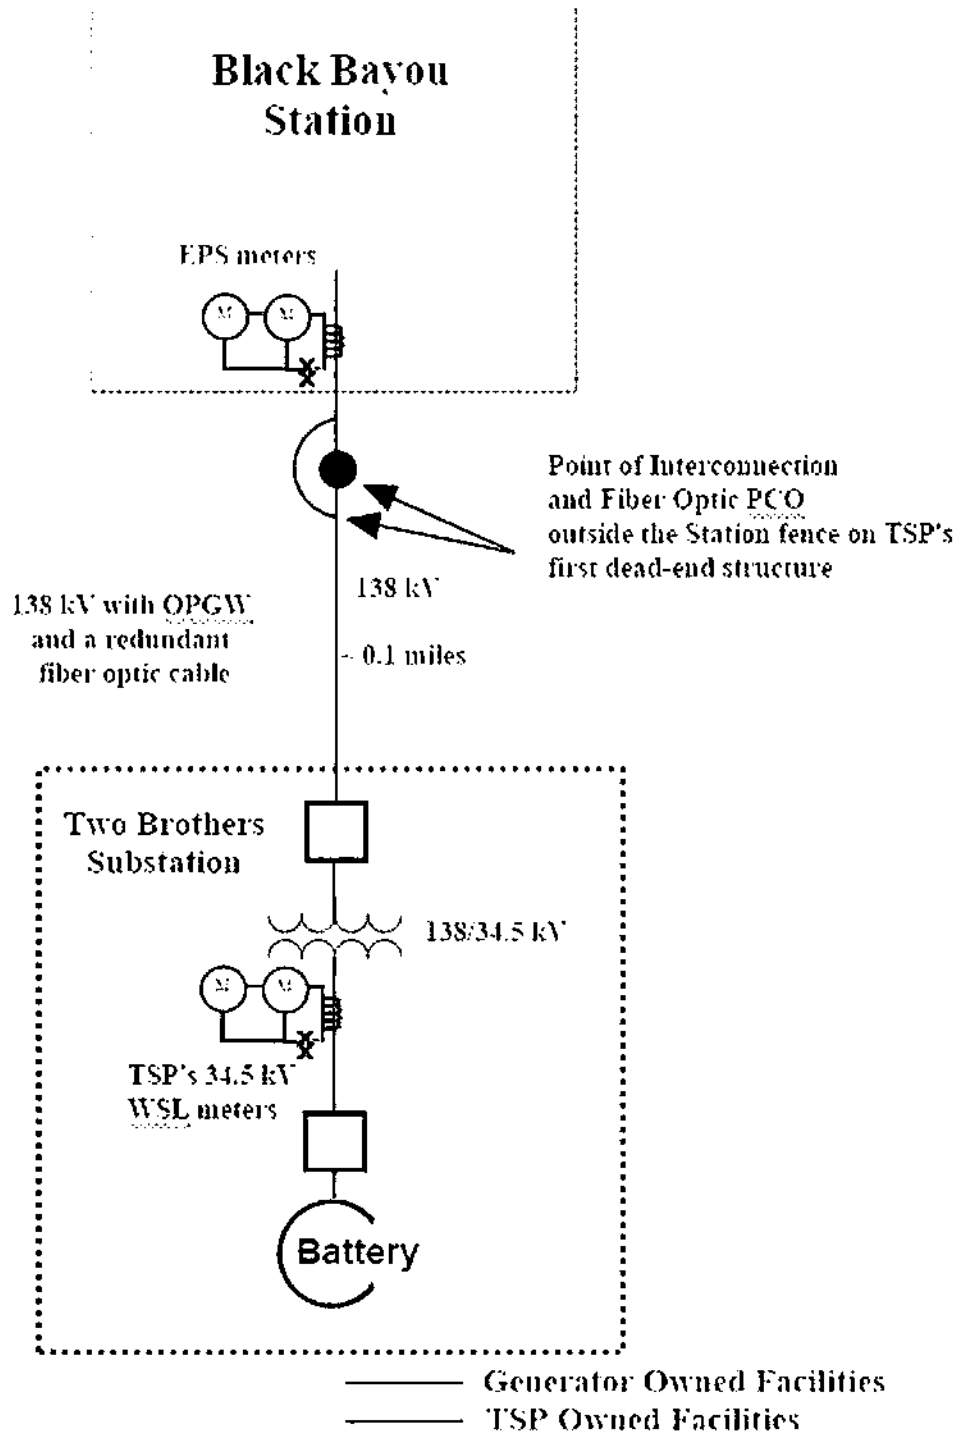 Black Bayou
Station
EPS meters
M M
Point of Interconnection
and Fiber Optic PCO
outside the Station fence on TSP's
first dead-end structure
138 kV
138 kV with OPGW
and a redundant
fiber optic cable
~ 0.1 miles
Two Brothers
Substation
138/34.5 kV
M M
TSP's 34.5 kV
WSL meters
Battery
Generator Owned Facilities
TSP Owned Facilities